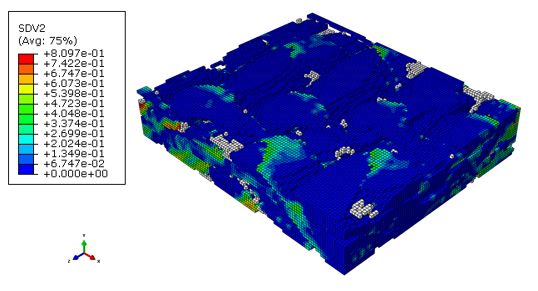 SDV2
(Avg: 75%)
+8.097e-01
+7.422e-01
+6.747e-01
+6.073e-01
+5.398e-01
+4.723e-01
+4.048e-01
+3.374e-01
+2.699e-01
+2.024e-01
+1.349e-01
+6.747e-02
+0.000e+00
Y
Z
X